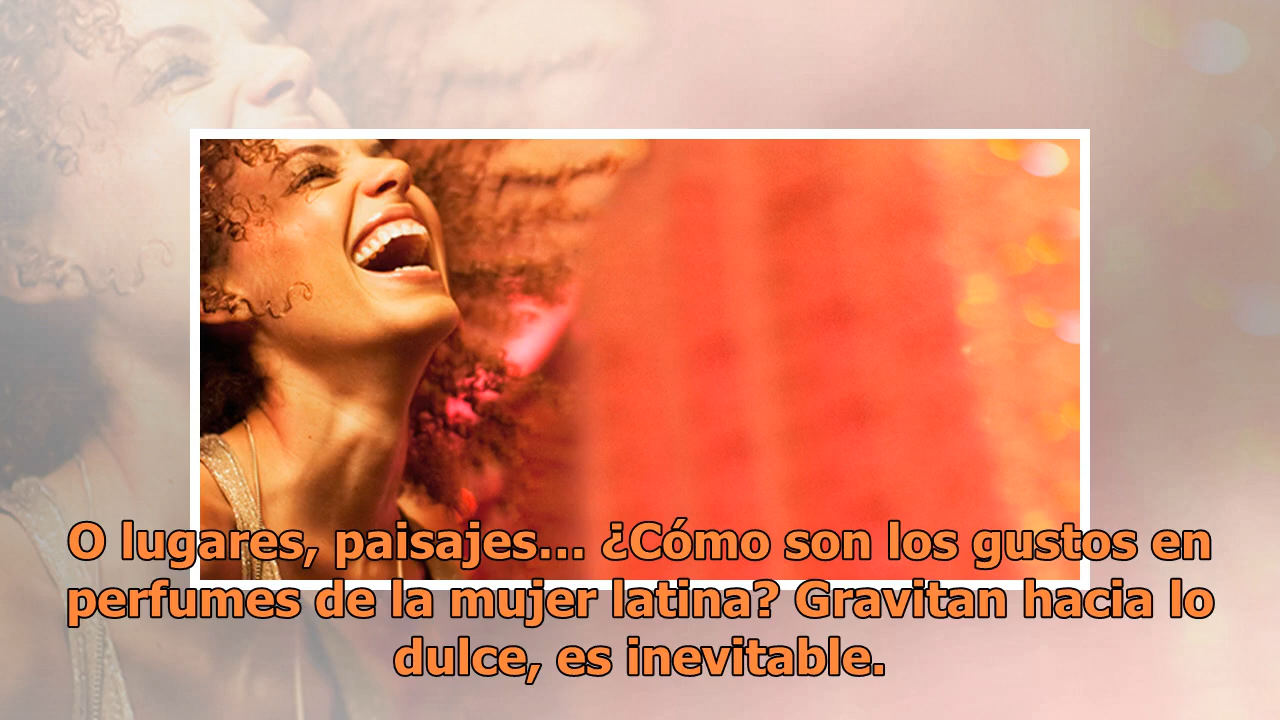 O lugares, paisajes... ¿Cómo son los gustos en
perfumes de la mujer latina? Gravitan hacia lo
dulce, es inevitable.